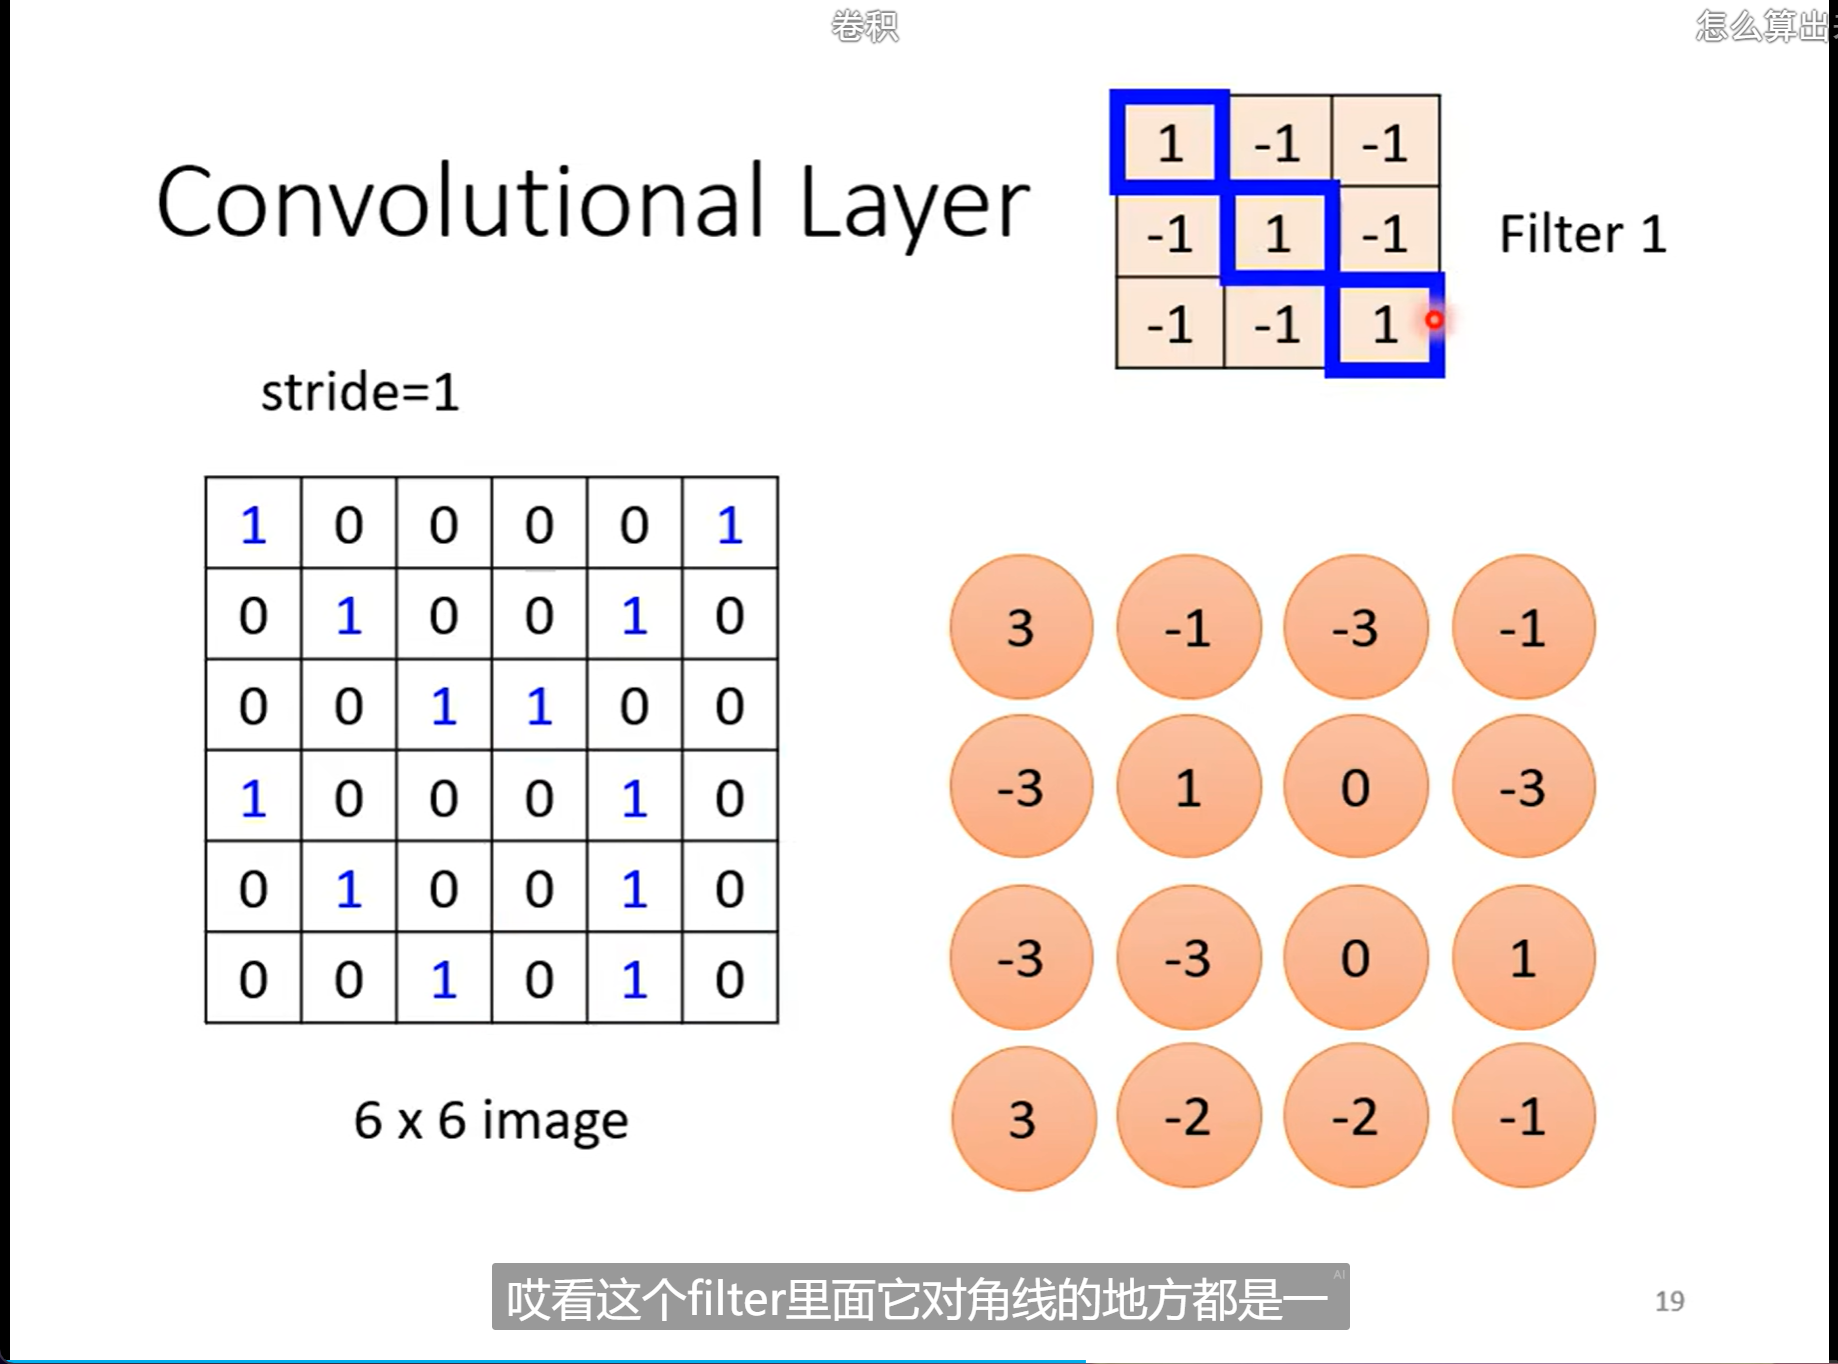 卷积
怎么算出
Convolutional Layer
1 -1 -1
-1 1 -1
-1 -1 1
Filter 1
stride=1
1 0 0 0 0 1
0 1 0 0 1 0
0 0 1 1 0 0
1 0 0 0 1 0
0 1 0 0 1 0
0 0 1 0 1 0
6 x 6 image
3 -1 -3 -1
-3 1 0 -3
-3 -3 0 1
3 -2 -2 -1
AI
哎看这个filter里面它对角线的地方都是一
19